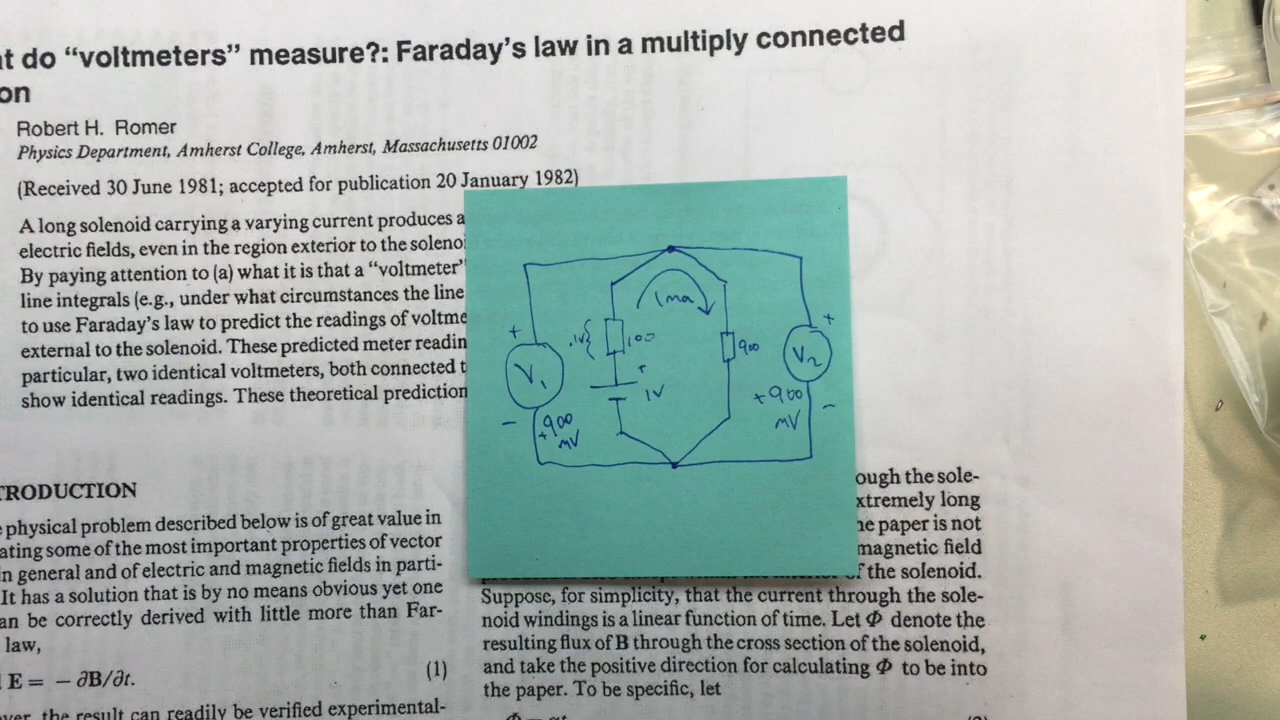 t do “voltmeters” measure?: Faraday’s law in a multiply connected
on
Robert H. Romer
Physics Department, Amherst College, Amherst, Massachusetts 01002
(Received 30 June 1981; accepted for publication 20 January 1982)
A long solenoid carrying a varying current produces a
electric fields, even in the region exterior to the solenoi
By paying attention to (a) what it is that a “voltmeter”
line integrals (e.g., under what circumstances the line
to use Faraday’s law to predict the readings of voltme
external to the solenoid. These predicted meter readin
particular, two identical voltmeters, both connected t
show identical readings. These theoretical prediction
1ma
+
.1V
100
900
+
V1
V2
+
1V
+900
mV
-
-
+900
mV
TRODUCTION
physical problem described below is of great value in
ating some of the most important properties of vector
in general and of electric and magnetic fields in parti-
It has a solution that is by no means obvious yet one
an be correctly derived with little more than Far-
law,
E = − ∂B/∂t. (1)
ver, the result can readily be verified experimental-
ough the sole-
xtremely long
he paper is not
magnetic field
of the solenoid.
Suppose, for simplicity, that the current through the sole-
noid windings is a linear function of time. Let Φ denote the
resulting flux of B through the cross section of the solenoid,
and take the positive direction for calculating Φ to be into
the paper. To be specific, let